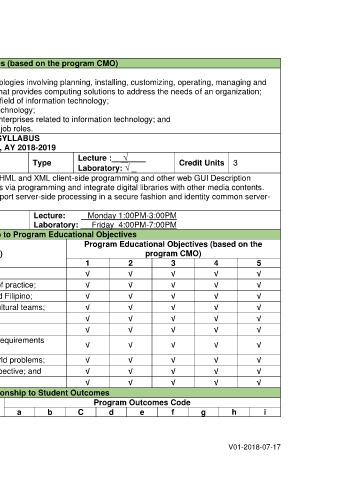 es (based on the program CMO)
ologies involving planning, installing, customizing, operating, managing and
hat provides computing solutions to address the needs of an organization;
field of information technology;
chnology;
nterprises related to information technology; and
job roles.
SYLLABUS
, AY 2018-2019
Type Lecture : √ Credit Units 3
Laboratory: √
HML and XML client-side programming and other web GUI Description
s via programming and integrate digital libraries with other media contents.
port server-side processing in a secure fashion and identity common server-
Lecture: Monday 1:00PM-3:00PM
Laboratory: Friday 4:00PM-7:00PM
p to Program Educational Objectives
Program Educational Objectives (based on the
) program CMO)
1 2 3 4 5
√ √ √ √ √
of practice; √ √ √ √ √
d Filipino; √ √ √ √ √
ultural teams; √ √ √ √ √
√ √ √ √ √
√ √ √ √ √
equirements √ √ √ √ √
rld problems; √ √ √ √ √
pective; and √ √ √ √ √
√ √ √ √ √
onship to Student Outcomes
Program Outcomes Code
a b C d e f g h i
V01-2018-07-17